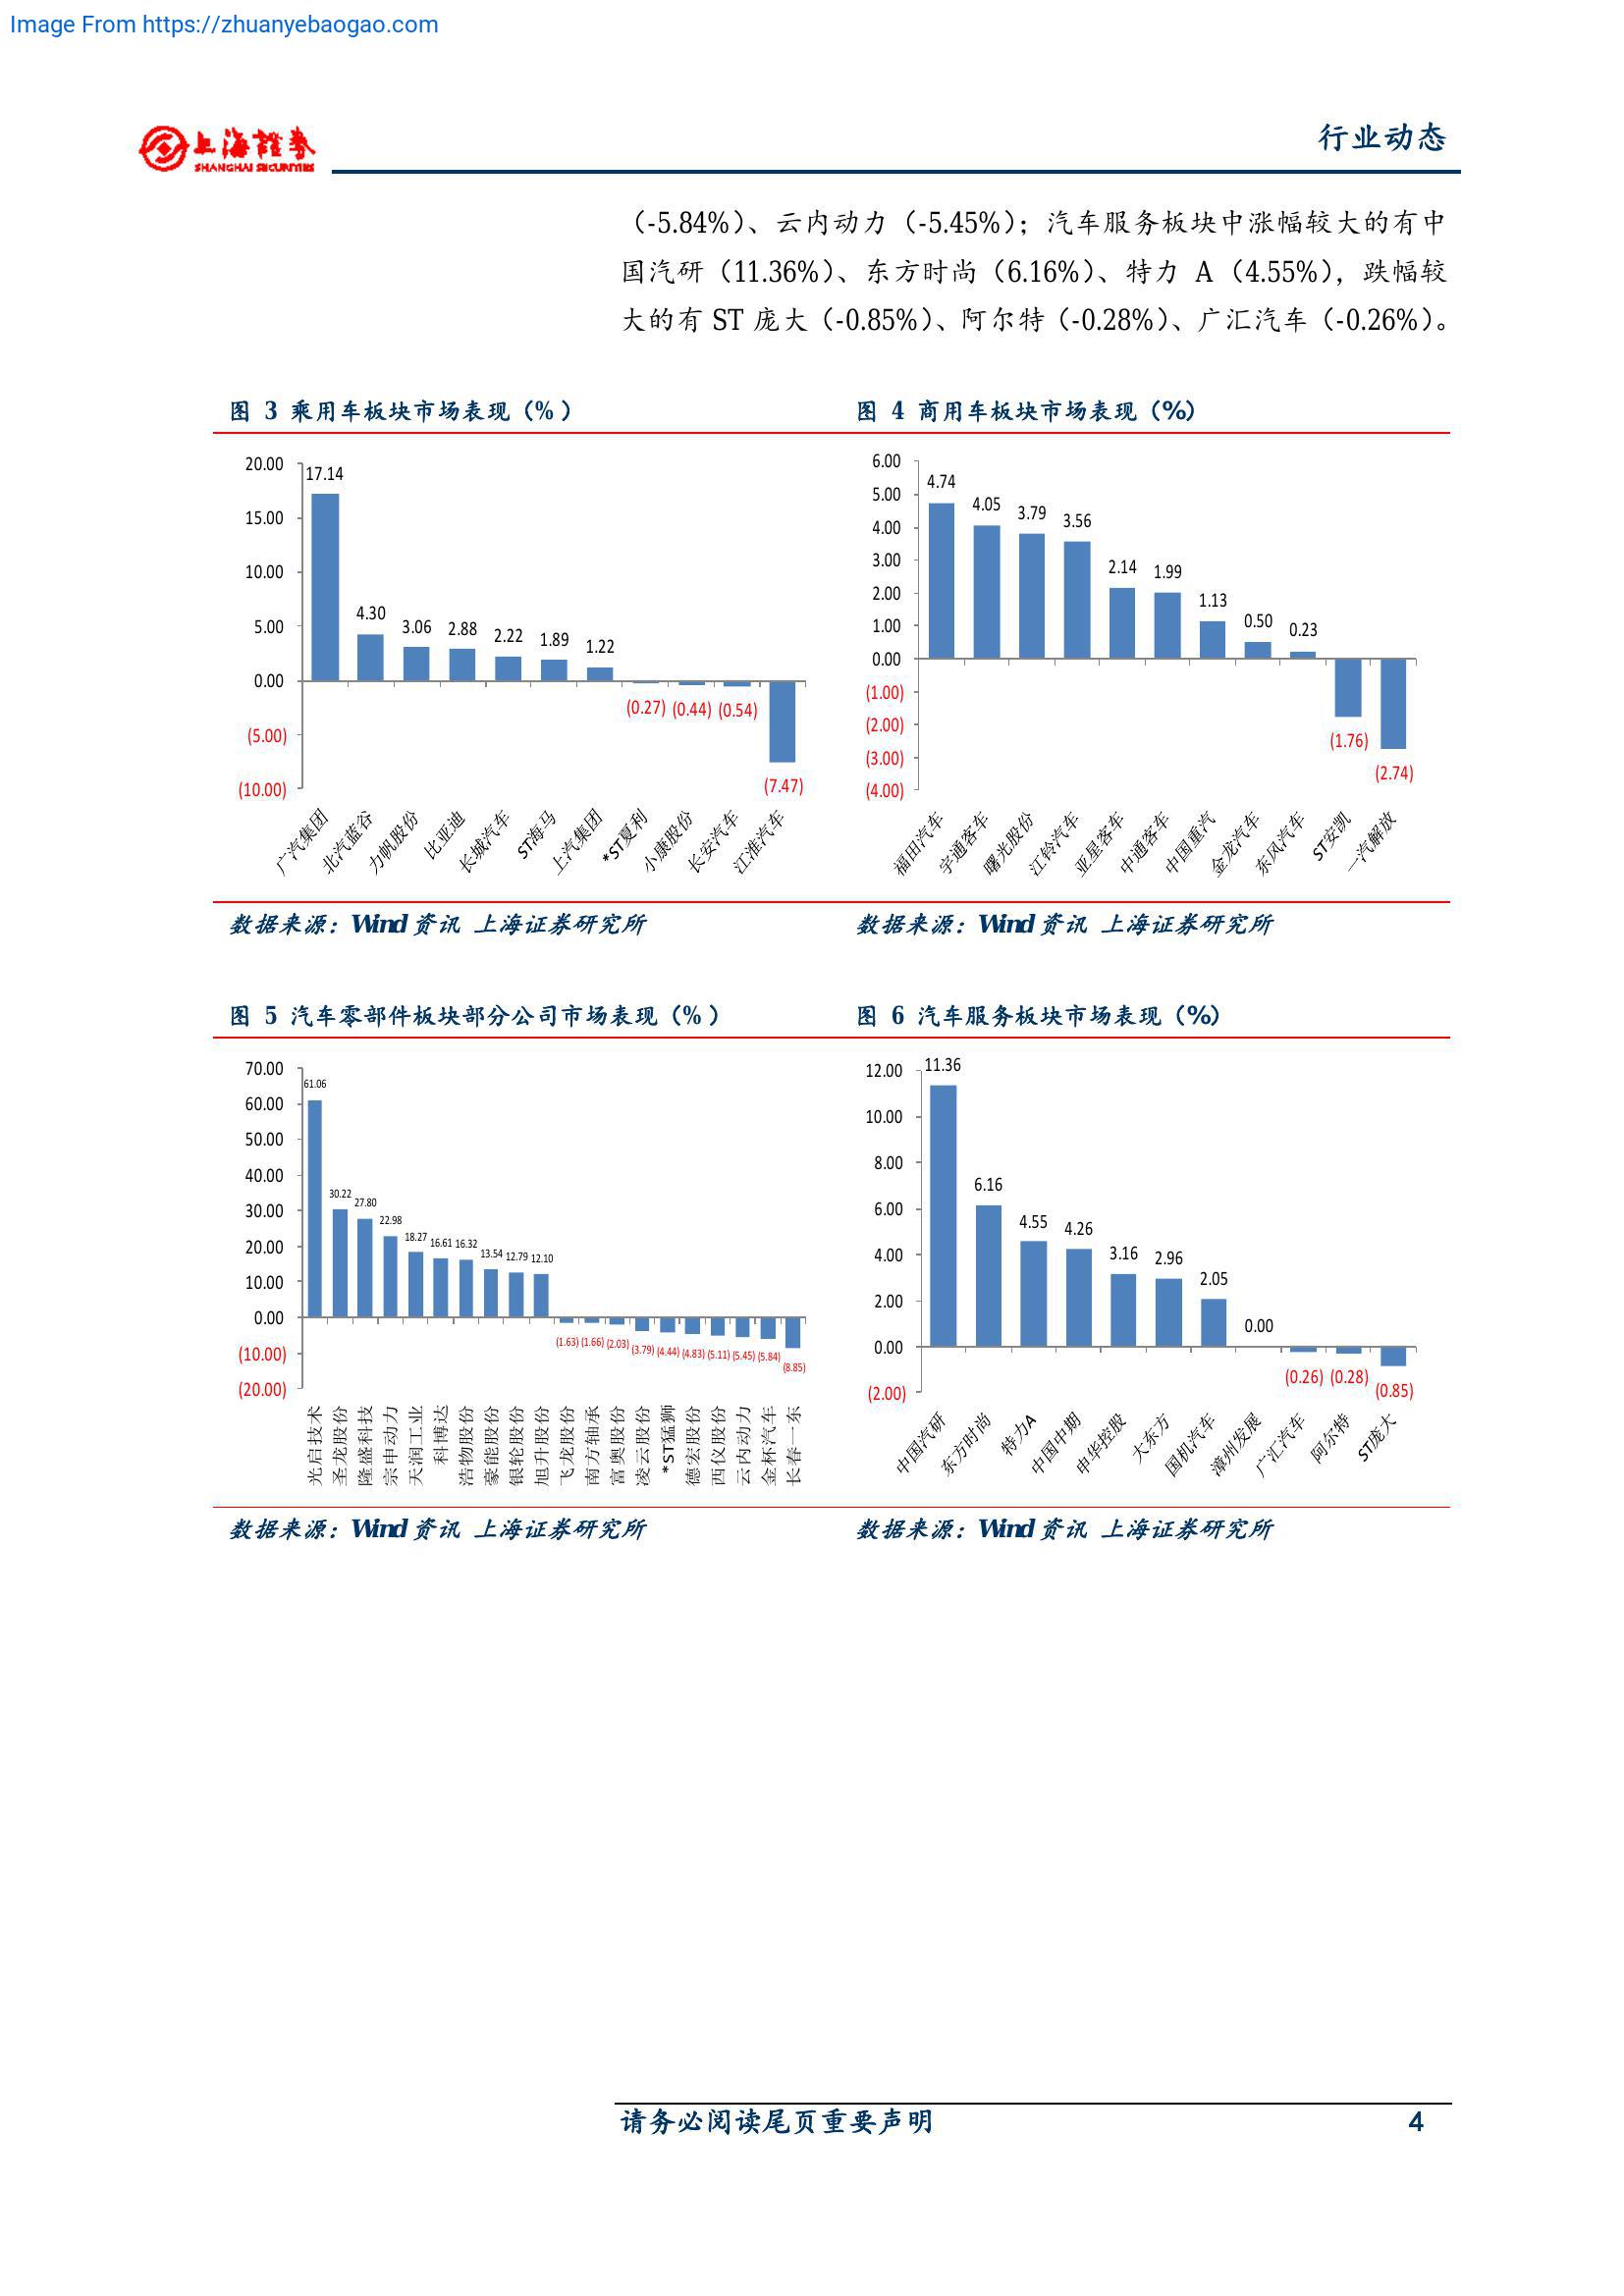 Image From https://zhuanyebaogao.com
上海證券
SHANGHAI SECURITIES
行业动态
（-5.84%）、云内动力（-5.45%）；汽车服务板块中涨幅较大的有中
国汽研（11.36%）、东方时尚（6.16%）、特力 A（4.55%），跌幅较
大的有 ST 庞大（-0.85%）、阿尔特（-0.28%）、广汇汽车（-0.26%）。
图 3 乘用车板块市场表现（%）
20.00
15.00
10.00
5.00
0.00
(5.00)
(10.00)
17.14
4.30
3.06
2.88
2.22
1.89
1.22
(0.27)
(0.44)
(0.54)
(7.47)
广汽集团
北汽蓝谷
力帆股份
比亚迪
长城汽车
ST海马
上汽集团
*ST夏利
小康股份
长安汽车
江淮汽车
数据来源：Wind 资讯 上海证券研究所
图 4 商用车板块市场表现（%）
6.00
5.00
4.00
3.00
2.00
1.00
0.00
(1.00)
(2.00)
(3.00)
(4.00)
4.74
4.05
3.79
3.56
2.14
1.99
1.13
0.50
0.23
(1.76)
(2.74)
福田汽车
宇通客车
曙光股份
江铃汽车
亚星客车
中通客车
中国重汽
金龙汽车
东风汽车
ST安凯
一汽解放
数据来源：Wind 资讯 上海证券研究所
图 5 汽车零部件板块部分公司市场表现（%）
70.00
60.00
50.00
40.00
30.00
20.00
10.00
0.00
(10.00)
(20.00)
61.06
30.22
27.80
22.98
18.27
16.61
16.32
13.54
12.79
12.10
(1.63)
(1.66)
(2.03)
(3.79)
(4.44)
(4.83)
(5.11)
(5.45)
(5.84)
(8.85)
光启技术
圣龙股份
隆盛科技
宗申动力
天润工业
科博达
浩物股份
豪能股份
银轮股份
旭升股份
飞龙股份
南方轴承
富奥股份
凌云股份
*ST猛狮
德宏股份
西仪股份
云内动力
金杯汽车
长春一东
数据来源：Wind 资讯 上海证券研究所
图 6 汽车服务板块市场表现（%）
12.00
10.00
8.00
6.00
4.00
2.00
0.00
(2.00)
11.36
6.16
4.55
4.26
3.16
2.96
2.05
0.00
(0.26)
(0.28)
(0.85)
中国汽研
东方时尚
特力A
中国中期
申华控股
大东方
国机汽车
漳州发展
广汇汽车
阿尔特
ST庞大
数据来源：Wind 资讯 上海证券研究所
请务必阅读尾页重要声明
4